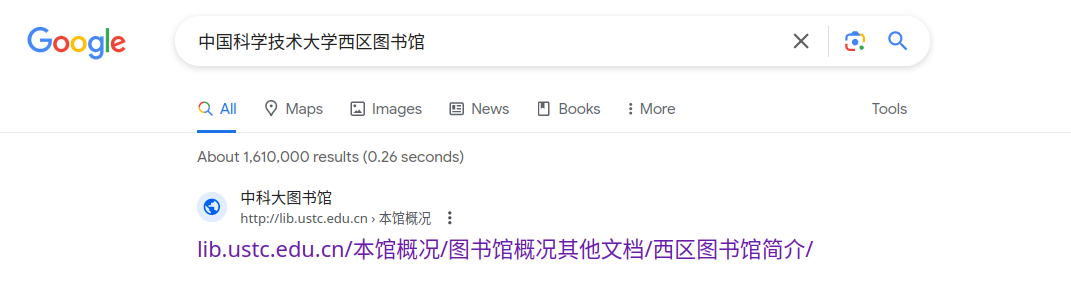 Google
中国科学技术大学西区图书馆
All Maps Images News Books More Tools
About 1,610,000 results (0.26 seconds)
中科大图书馆
http://lib.ustc.edu.cn › 本馆概况
lib.ustc.edu.cn/本馆概况/图书馆概况其他文档/西区图书馆简介/